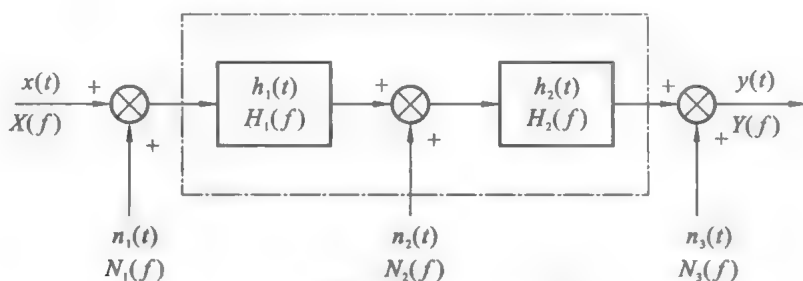 x(t)
X(f)
+
+
h₁(t)
H₁(f)
+
+
h₂(t)
H₂(f)
+
+
y(t)
Y(f)
n₁(t)
N₁(f)
n₂(t)
N₂(f)
n₃(t)
N₃(f)